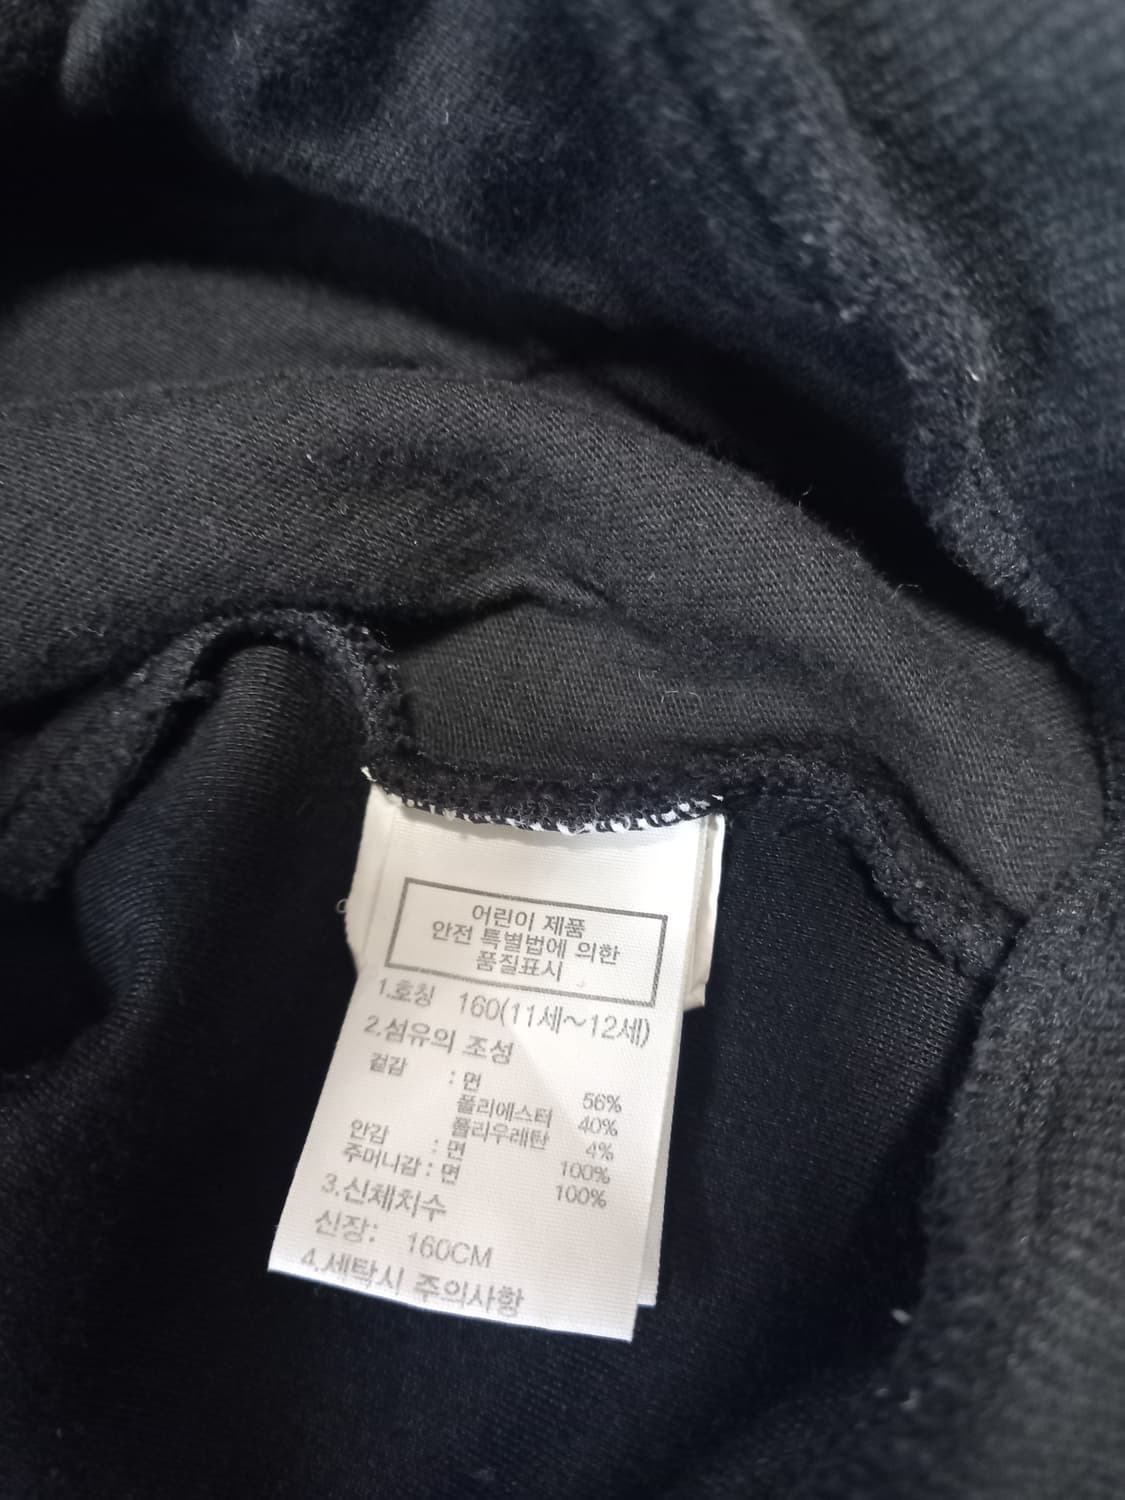 어린이 제품
안전 특별법에 의한
품질표시
1.호칭 160(11세~12세)
2.섬유의 조성
겉감 : 면 56%
폴리에스터 40%
폴리우레탄 4%
안감 : 면 100%
주머니감 : 면 100%
3.신체치수
신장: 160CM
4.세탁시 주의사항